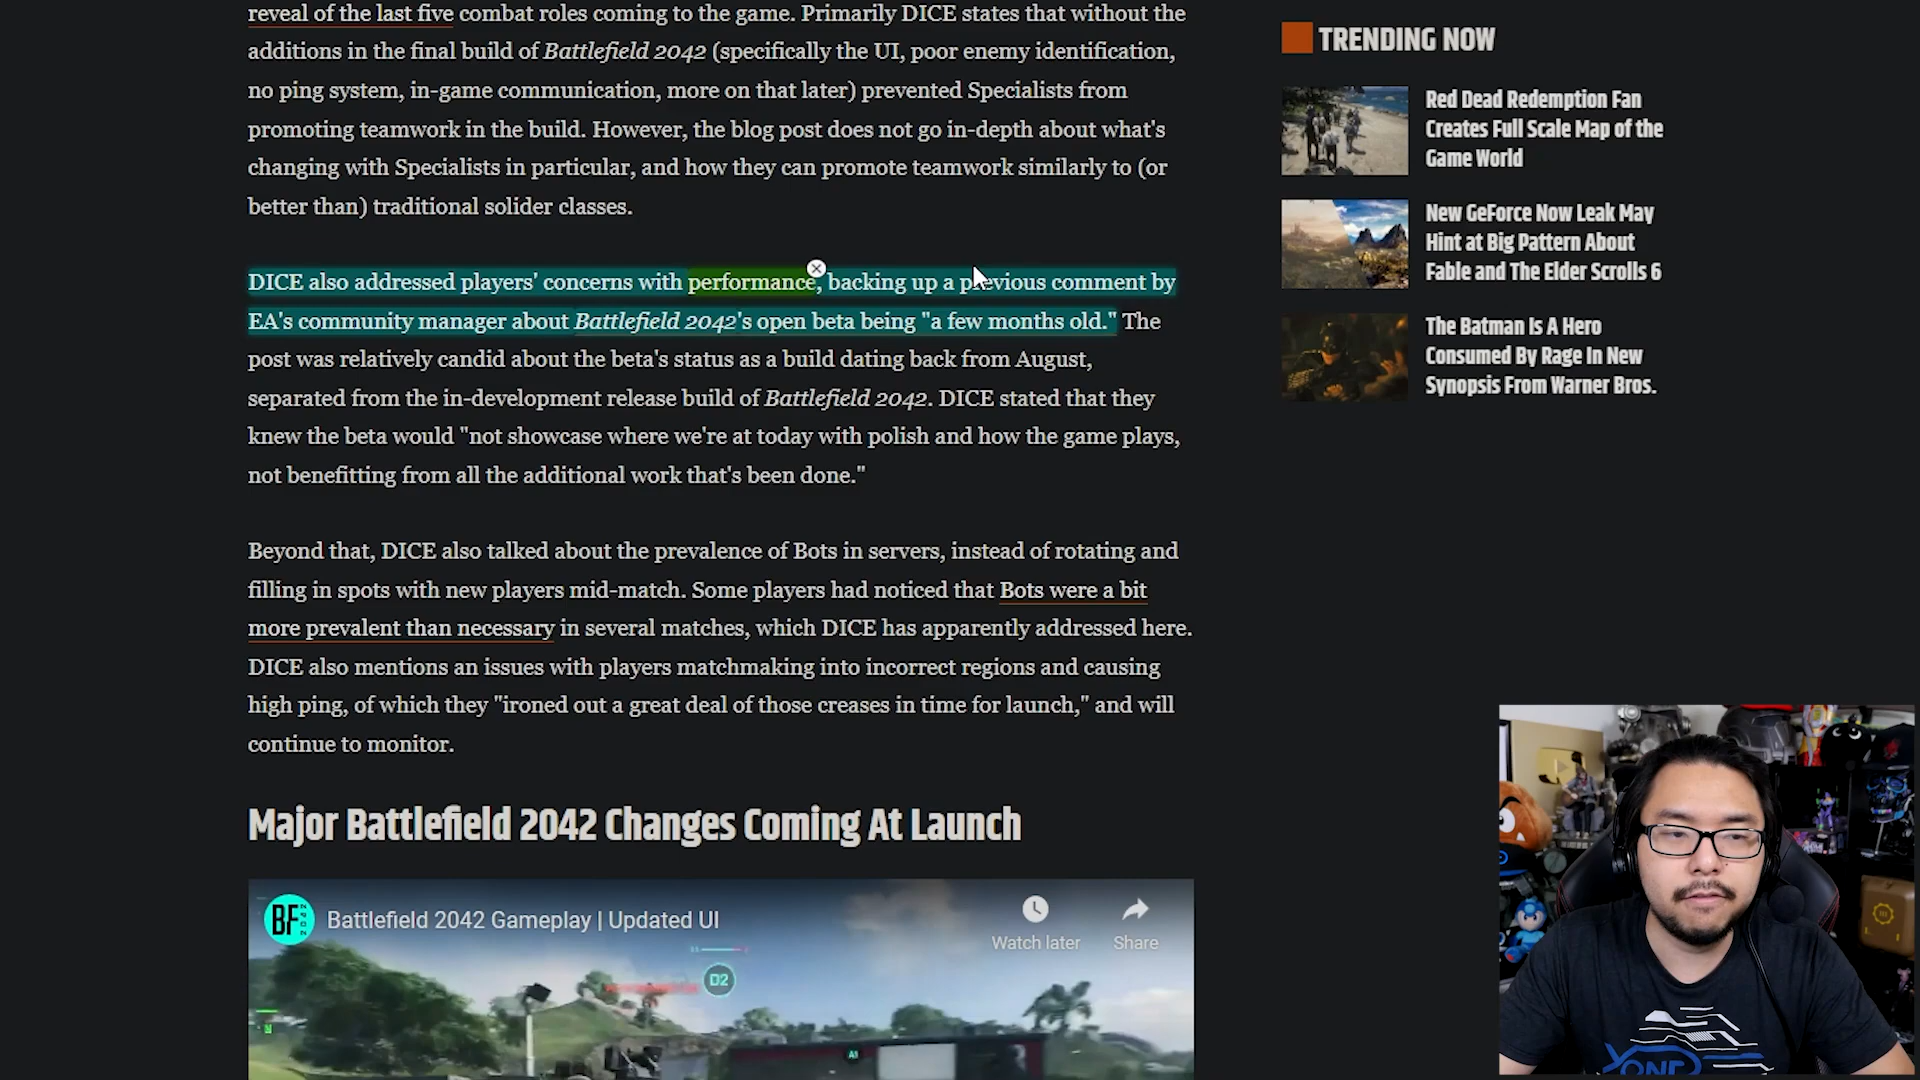 reveal of the last five combat roles coming to the game. Primarily DICE states that without the
additions in the final build of Battlefield 2042 (specifically the UI, poor enemy identification,
no ping system, in-game communication, more on that later) prevented Specialists from
promoting teamwork in the build. However, the blog post does not go in-depth about what's
changing with Specialists in particular, and how they can promote teamwork similarly to (or
better than) traditional solider classes.
DICE also addressed players' concerns with performance, backing up a previous comment by
EA's community manager about Battlefield 2042's open beta being "a few months old." The
post was relatively candid about the beta's status as a build dating back from August,
separated from the in-development release build of Battlefield 2042. DICE stated that they
knew the beta would "not showcase where we're at today with polish and how the game plays,
not benefitting from all the additional work that's been done."
Beyond that, DICE also talked about the prevalence of Bots in servers, instead of rotating and
filling in spots with new players mid-match. Some players had noticed that Bots were a bit
more prevalent than necessary in several matches, which DICE has apparently addressed here.
DICE also mentions an issues with players matchmaking into incorrect regions and causing
high ping, of which they "ironed out a great deal of those creases in time for launch," and will
continue to monitor.
Major Battlefield 2042 Changes Coming At Launch
BF
Battlefield 2042 Gameplay | Updated UI
Watch later
Share
D2
A1
TRENDING NOW
Red Dead Redemption Fan
Creates Full Scale Map of the
Game World
New GeForce Now Leak May
Hint at Big Pattern About
Fable and The Elder Scrolls 6
The Batman Is A Hero
Consumed By Rage In New
Synopsis From Warner Bros.